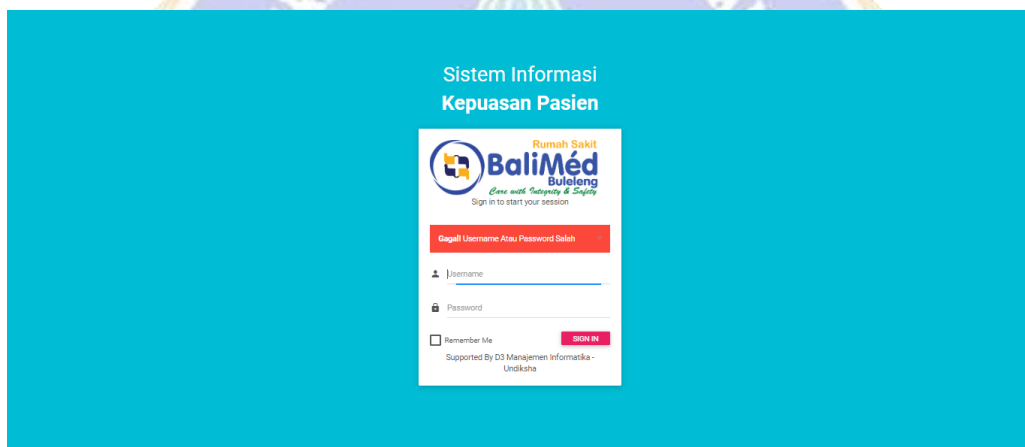 Sistem Informasi
Kepuasan Pasien
Rumah Sakit
BaliMéd
Buleleng
Care with Integrity & Safety
Sign in to start your session
Gagal! Username Atau Password Salah
Username
Password
Remember Me
SIGN IN
Supported By D3 Manajemen Informatika -
Undiksha